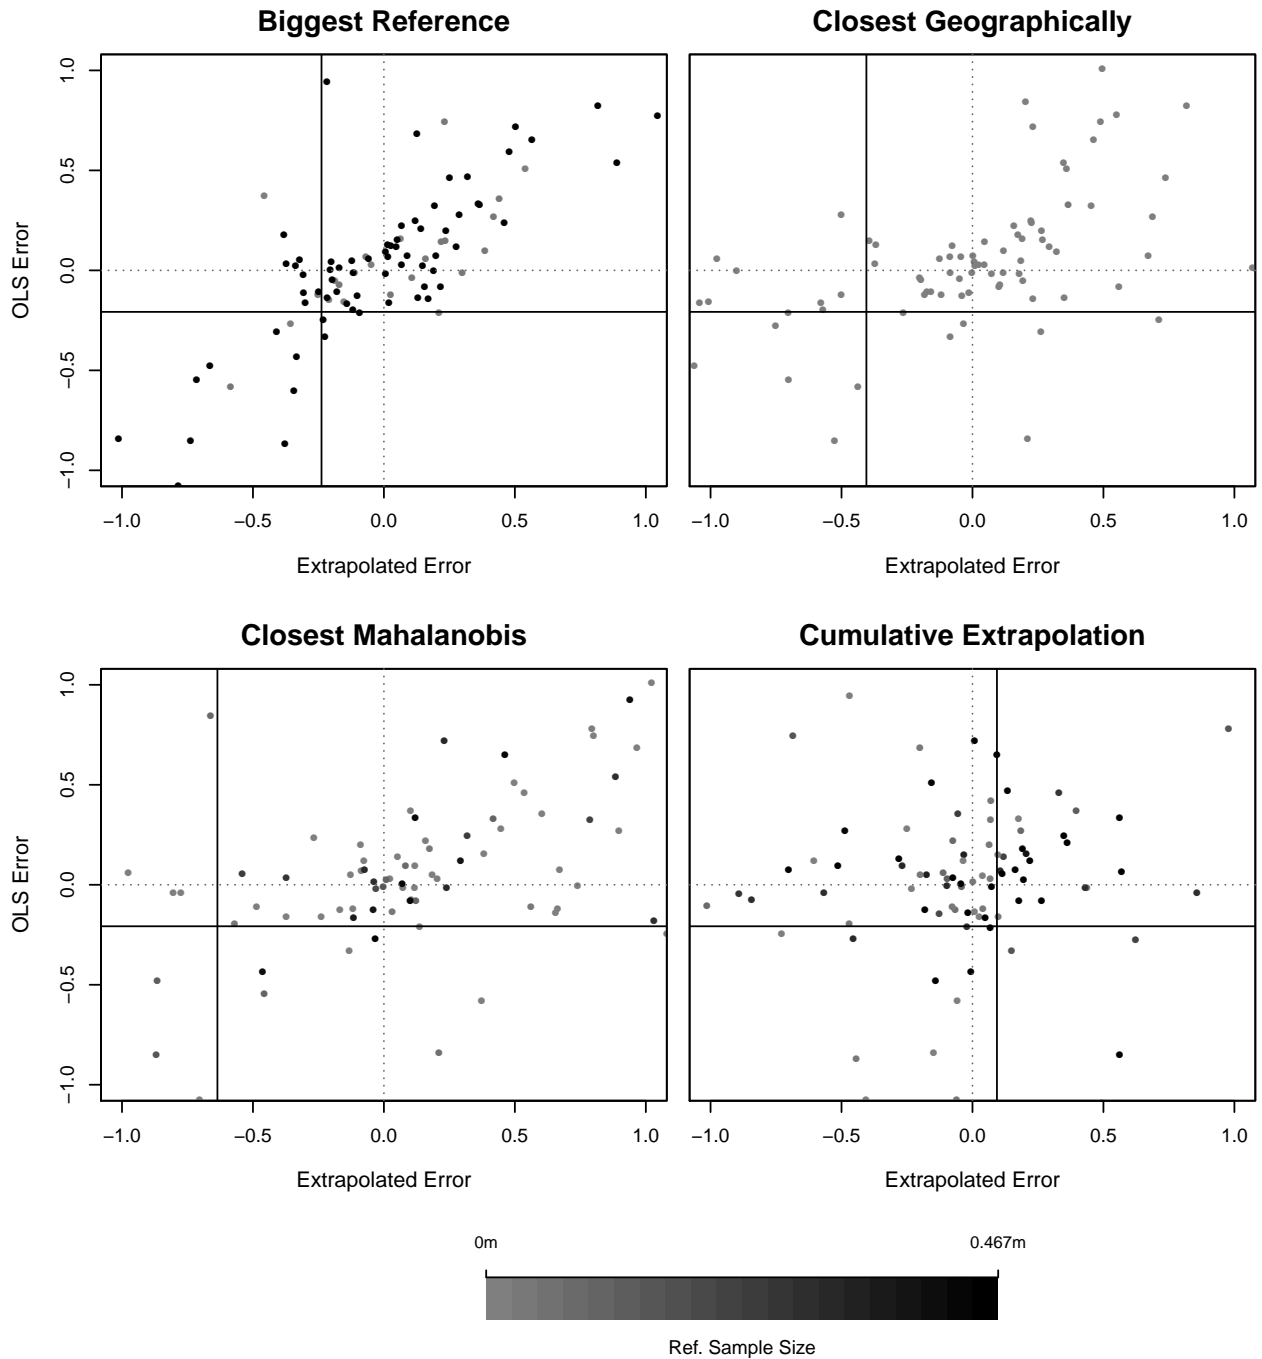 Biggest Reference
Closest Geographically
OLS Error
1.0
0.5
0.0
−0.5
−1.0
−1.0 −0.5 0.0 0.5 1.0
−1.0 −0.5 0.0 0.5 1.0
Extrapolated Error
Extrapolated Error
Closest Mahalanobis
Cumulative Extrapolation
OLS Error
1.0
0.5
0.0
−0.5
−1.0
−1.0 −0.5 0.0 0.5 1.0
−1.0 −0.5 0.0 0.5 1.0
Extrapolated Error
Extrapolated Error
0m 0.467m
Ref. Sample Size